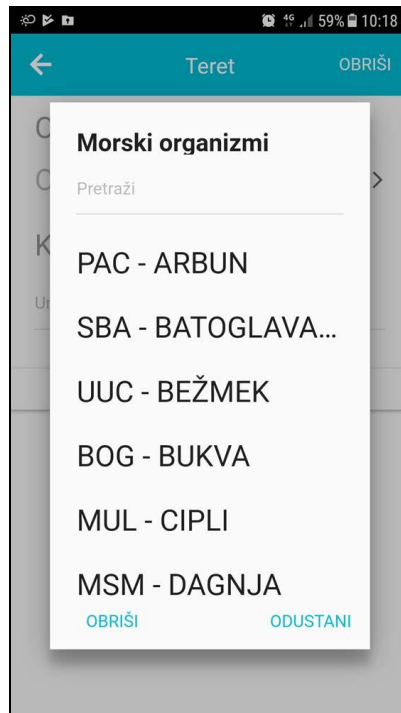 4G 59% 10:18
Teret OBRIŠI
Morski organizmi
Pretraži
PAC - ARBUN
SBA - BATOGLAVA...
UUC - BEŽMEK
BOG - BUKVA
MUL - CIPLI
MSM - DAGNJA
OBRIŠI ODUSTANI